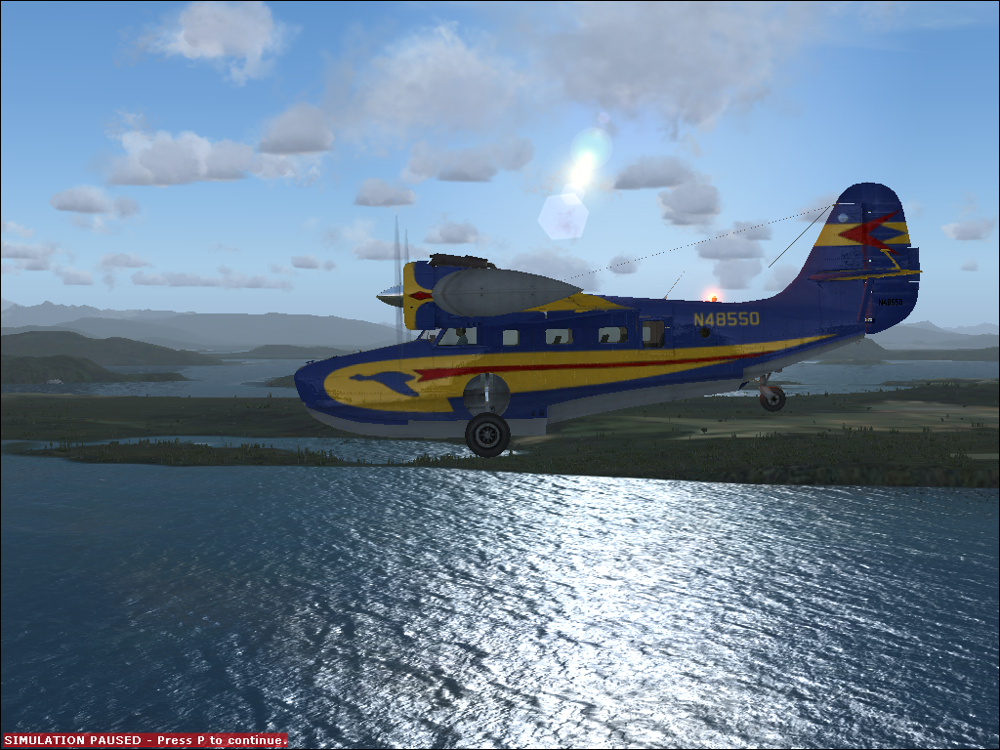 N48550
N48550
SIMULATION PAUSED - Press P to continue.